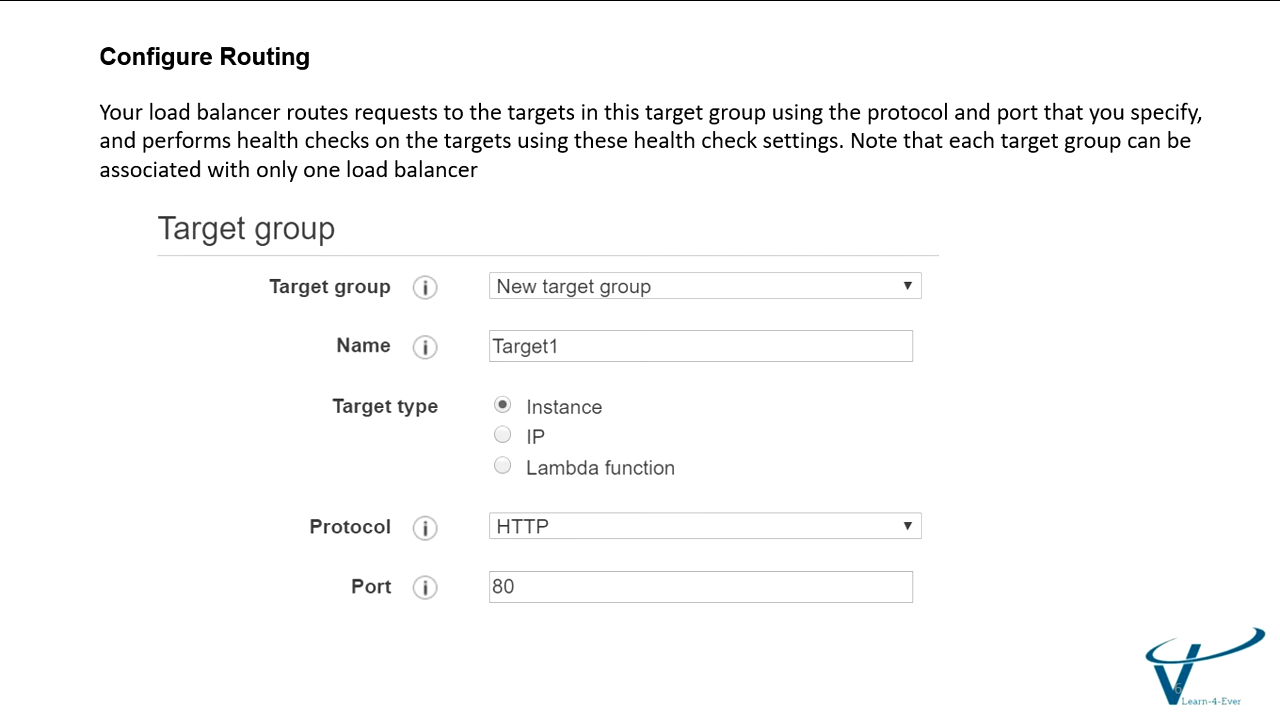 Configure Routing
Your load balancer routes requests to the targets in this target group using the protocol and port that you specify,
and performs health checks on the targets using these health check settings. Note that each target group can be
associated with only one load balancer
Target group
Target group i New target group
Name i Target1
Target type Instance
IP
Lambda function
Protocol i HTTP
Port i 80
6
Learn-4-Ever